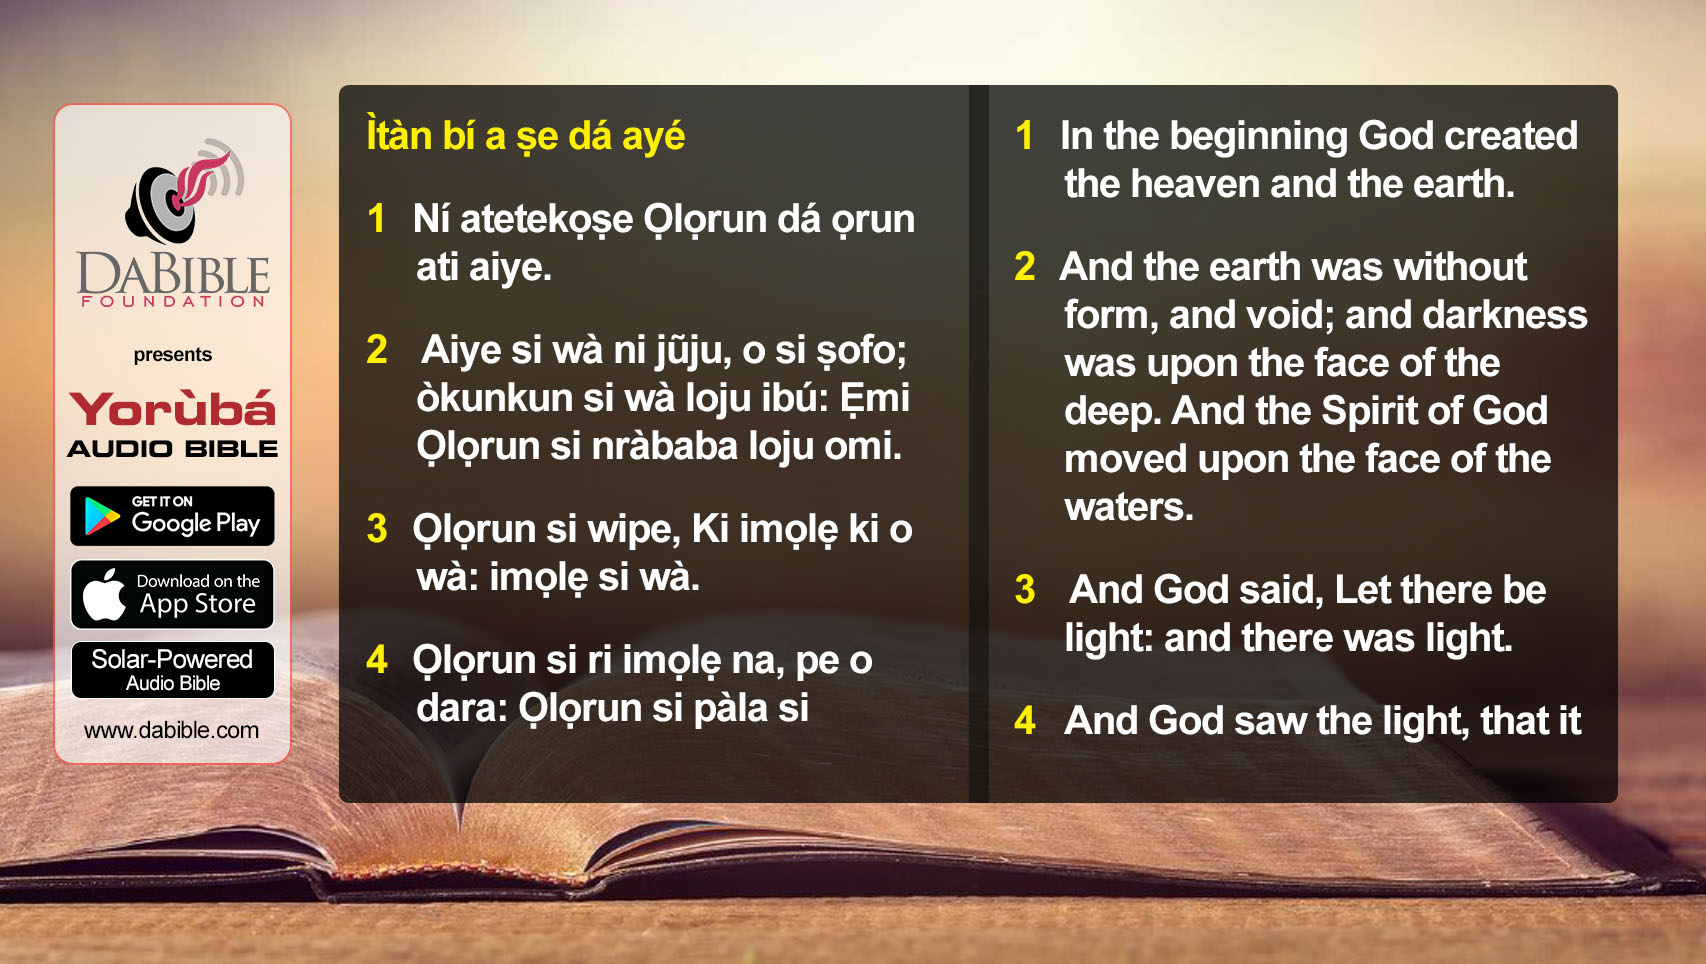 DABIBLE
FOUNDATION
presents
Yorùbá
AUDIO BIBLE
GET IT ON
Google Play
Download on the
App Store
Solar-Powered
Audio Bible
www.dabible.com
Ìtàn bí a ṣe dá ayé
1 Ní atetekọṣe Ọlọrun dá ọrun
ati aiye.
2 Aiye si wà ni jũju, o si ṣofo;
òkunkun si wà loju ibú: Ẹmi
Ọlọrun si nràbaba loju omi.
3 Ọlọrun si wipe, Ki imọlẹ ki o
wà: imọlẹ si wà.
4 Ọlọrun si ri imọlẹ na, pe o
dara: Ọlọrun si pàla si
1 In the beginning God created
the heaven and the earth.
2 And the earth was without
form, and void; and darkness
was upon the face of the
deep. And the Spirit of God
moved upon the face of the
waters.
3 And God said, Let there be
light: and there was light.
4 And God saw the light, that it